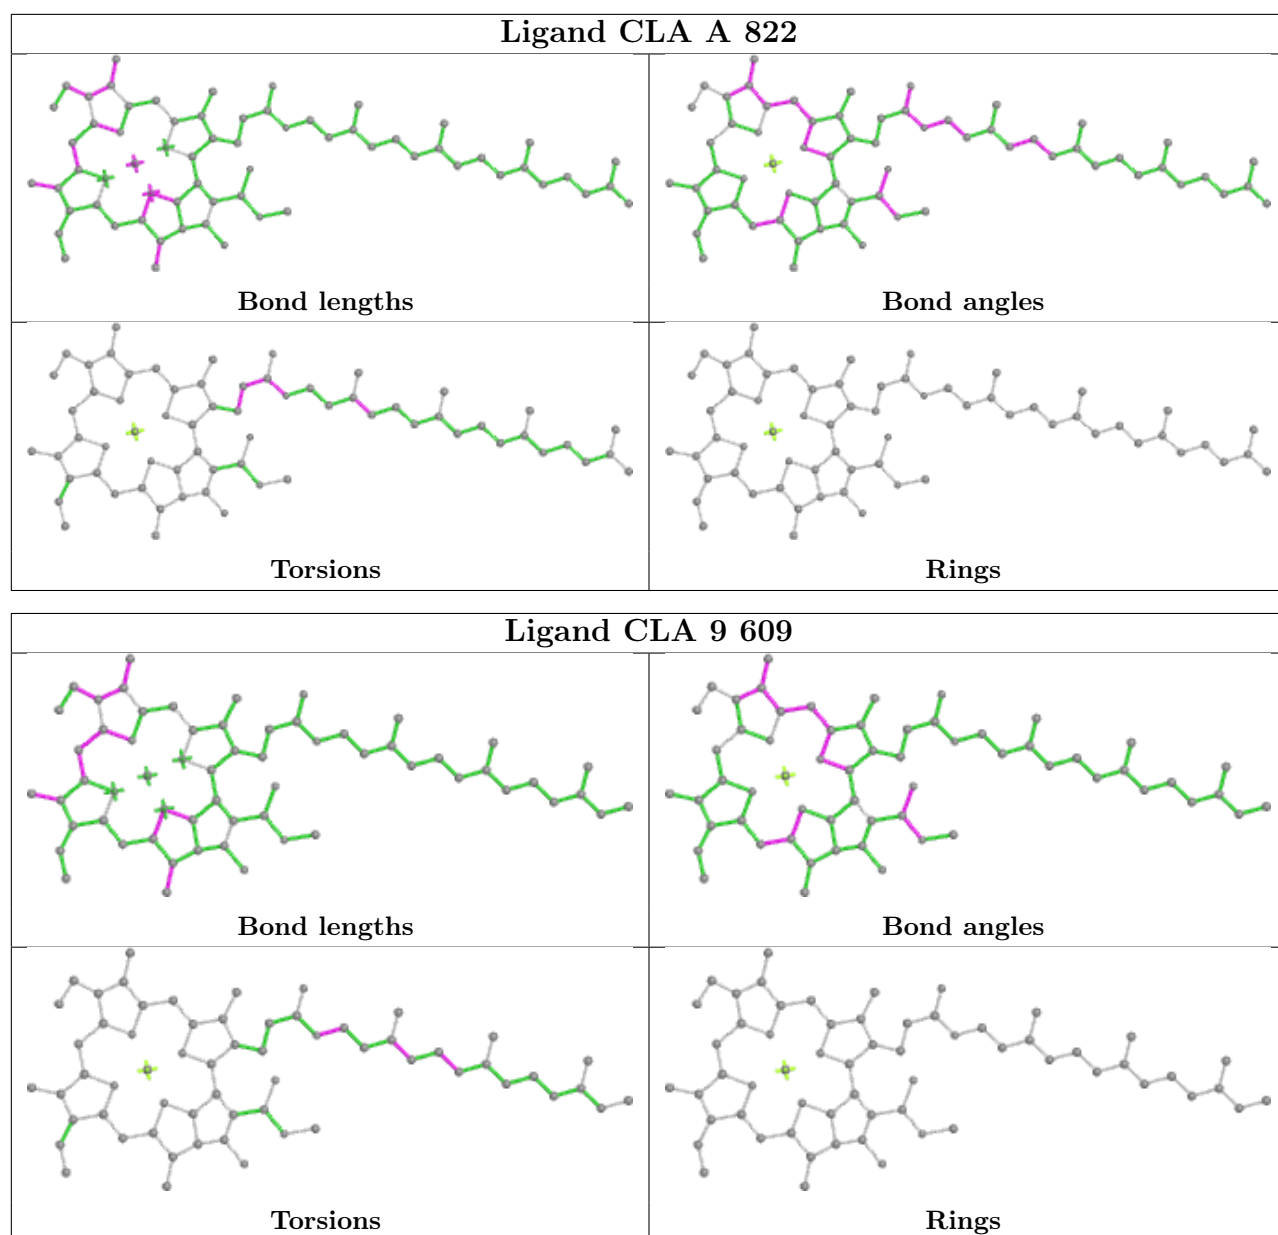 Ligand CLA A 822
Bond lengths
Bond angles
Torsions
Rings
Ligand CLA 9 609
Bond lengths
Bond angles
Torsions
Rings